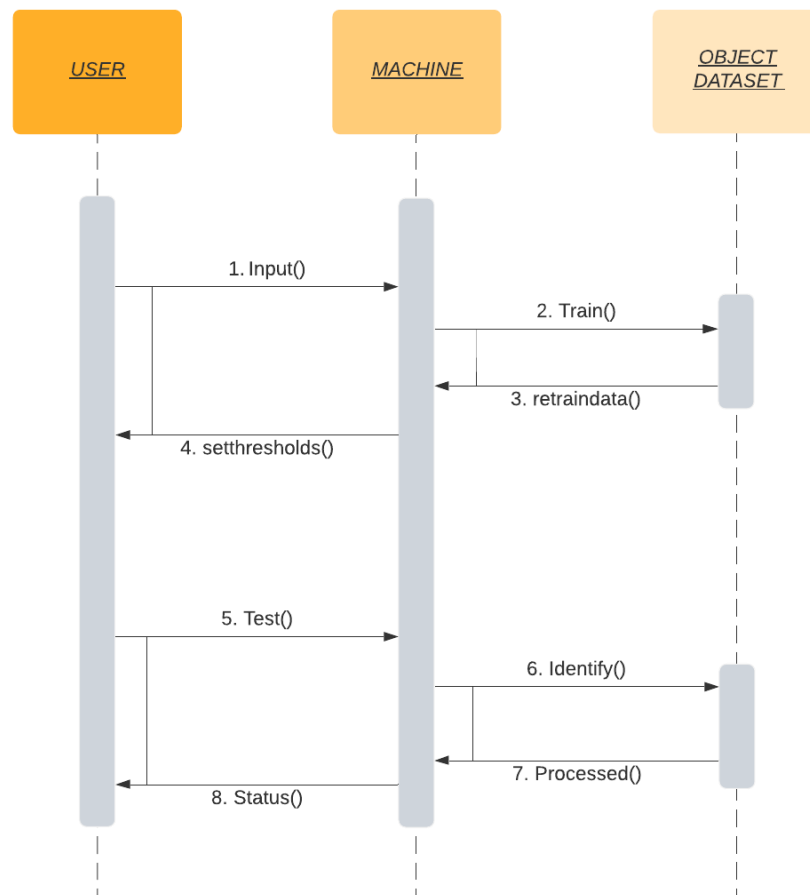 USER
MACHINE
OBJECT
DATASET
1. Input()
2. Train()
3. retraindata()
4. setthresholds()
5. Test()
6. Identify()
7. Processed()
8. Status()